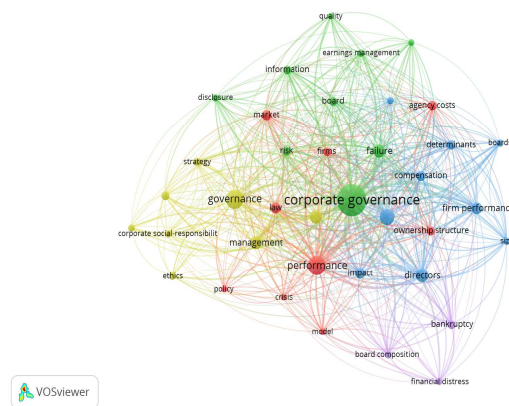 quality
earnings management
information
disclosure
board
agency costs
market
risk
firms
failure
determinants
boards
strategy
compensation
governance
corporate governance
law
firm performance
corporate social-responsibilit
management
ownership structure
size
performance
ethics
impact
directors
policy
crisis
model
bankruptcy
board composition
financial distress
VOSviewer